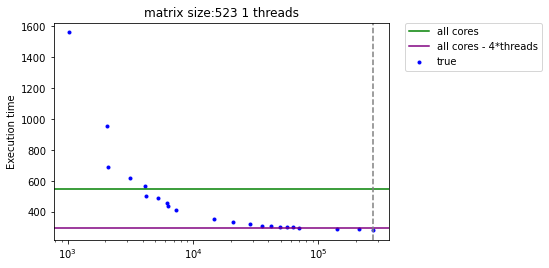 matrix size:523 1 threads
Execution time
1600
1400
1200
1000
800
600
400
10³
10⁴
10⁵
all cores
all cores - 4*threads
true